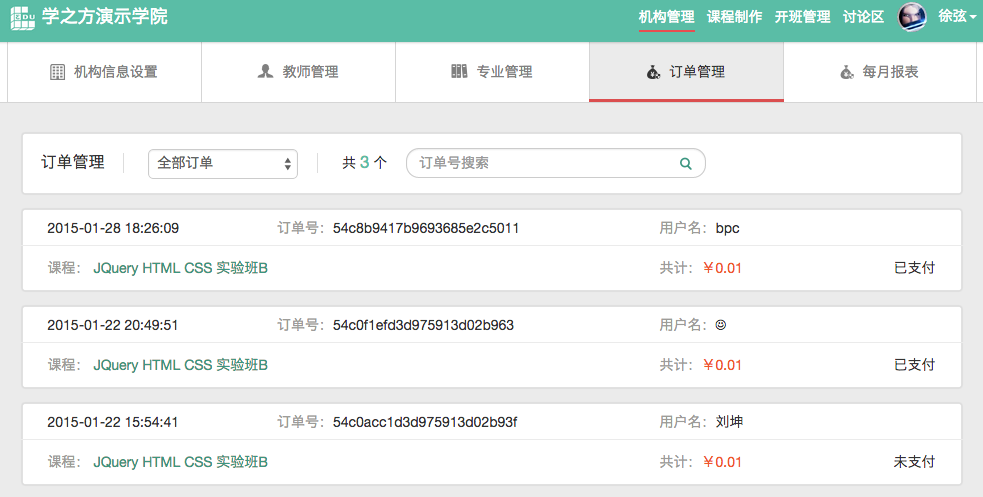 EDU 学之方演示学院 机构管理 课程制作 开班管理 讨论区 徐弦
机构信息设置 教师管理 专业管理 订单管理 每月报表
订单管理 全部订单 共 3 个 订单号搜索
2015-01-28 18:26:09 订单号: 54c8b9417b9693685e2c5011 用户名: bpc
课程: JQuery HTML CSS 实验班B 共计: ￥0.01 已支付
2015-01-22 20:49:51 订单号: 54c0f1efd3d975913d02b963 用户名: ☺
课程: JQuery HTML CSS 实验班B 共计: ￥0.01 已支付
2015-01-22 15:54:41 订单号: 54c0acc1d3d975913d02b93f 用户名: 刘坤
课程: JQuery HTML CSS 实验班B 共计: ￥0.01 未支付